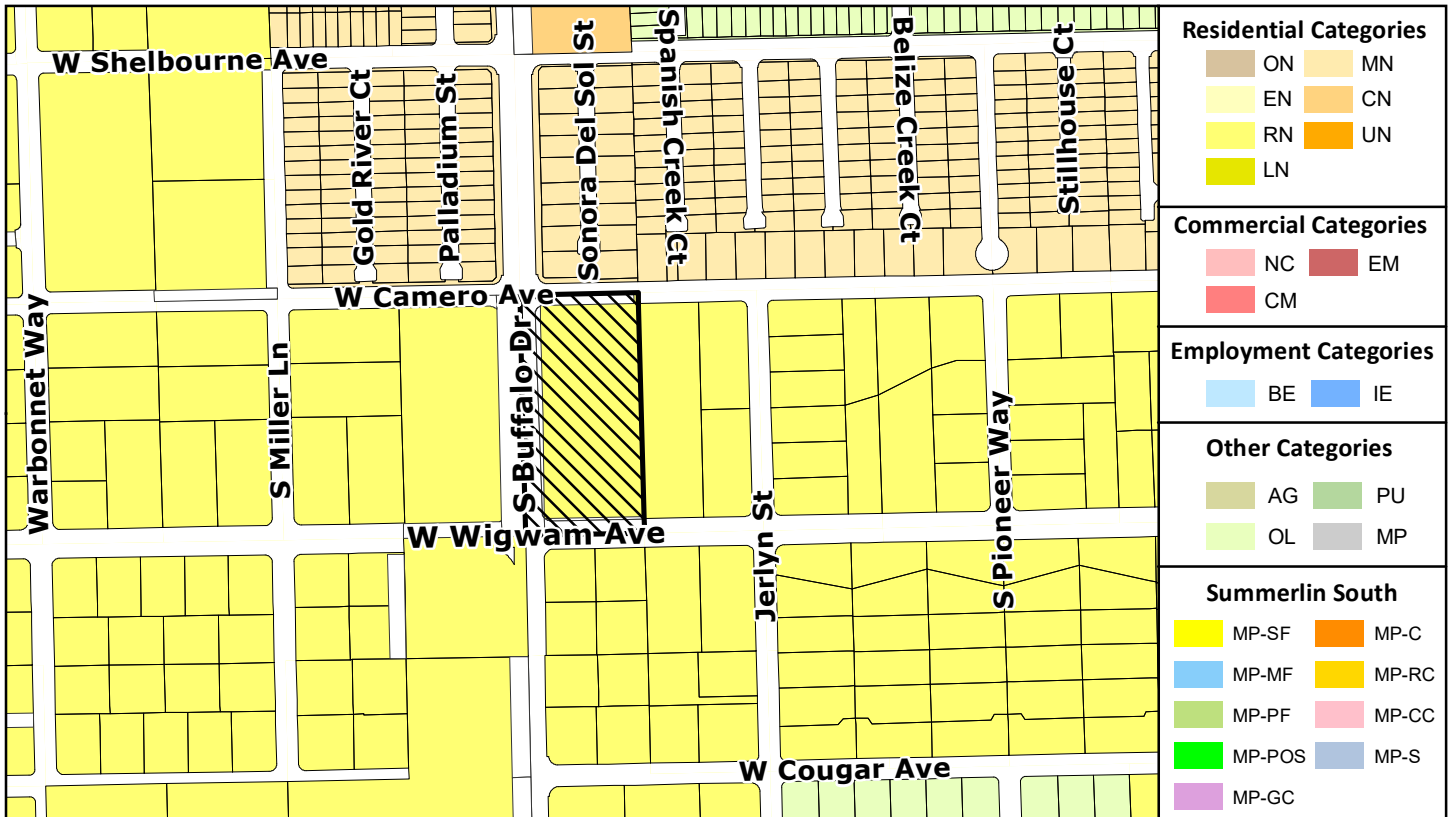 W Shelbourne Ave
Gold River Ct
Palladium St
Sonora Del Sol St
Spanish Creek Ct
Belize Creek Ct
Stillhouse Ct
W Camero Ave
Warbonnet Way
S Miller Ln
S Buffalo Dr
S Pioneer Way
W Wigwam Ave
Jerlyn St
W Cougar Ave
Residential Categories
ON MN
EN CN
RN UN
LN
Commercial Categories
NC EM
CM
Employment Categories
BE IE
Other Categories
AG PU
OL MP
Summerlin South
MP-SF MP-C
MP-MF MP-RC
MP-PF MP-CC
MP-POS MP-S
MP-GC